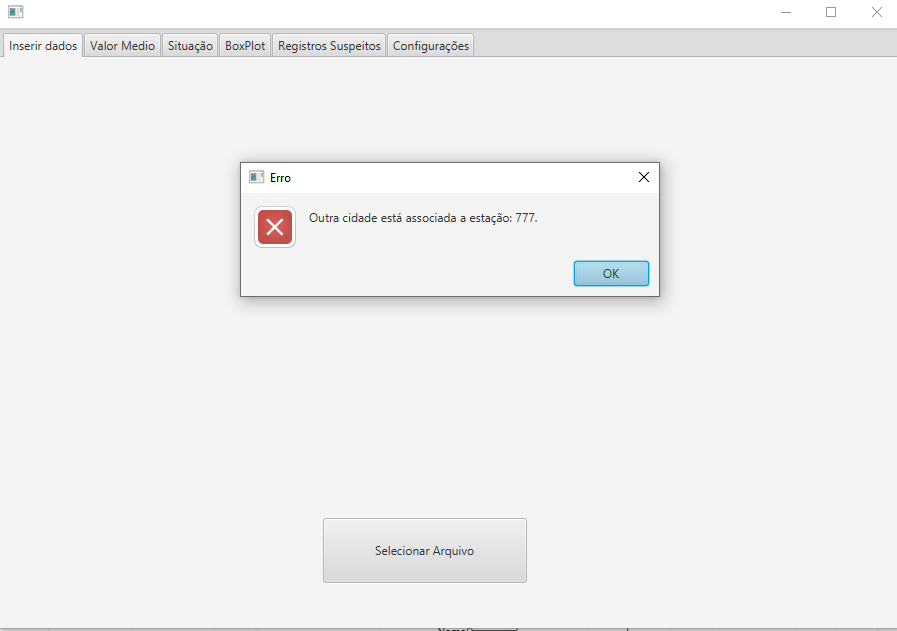 Inserir dados Valor Medio Situação BoxPlot Registros Suspeitos Configurações
Erro
Outra cidade está associada a estação: 777.
OK
Selecionar Arquivo